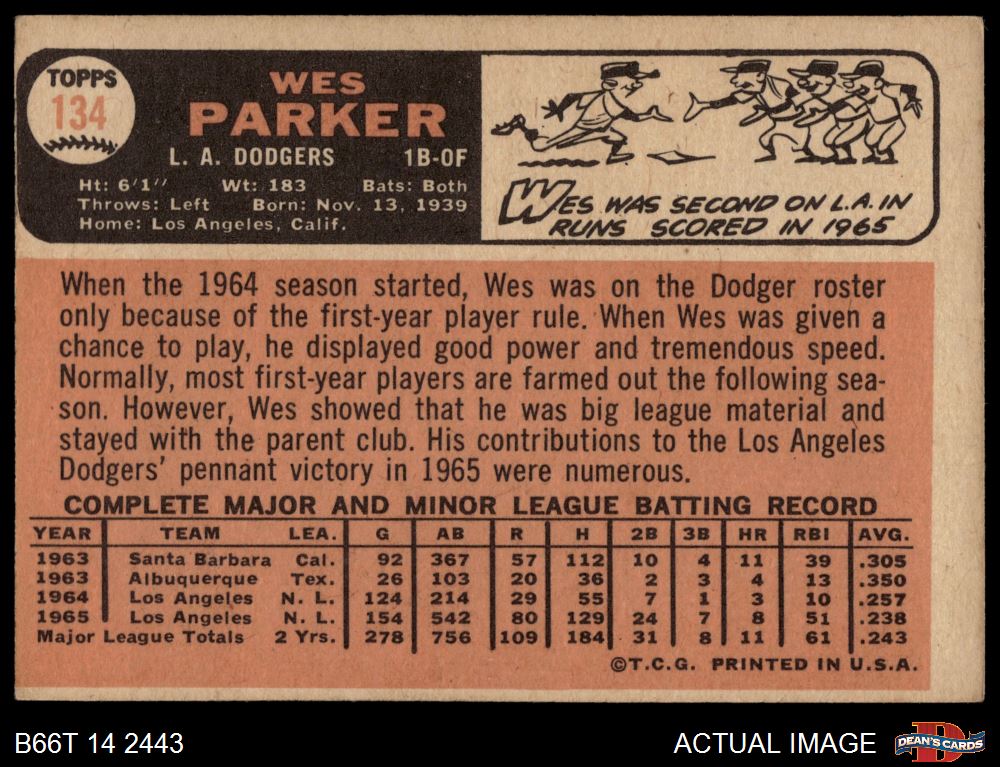 TOPPS
134
WES
PARKER
L. A. DODGERS 1B-OF
Ht: 6'1" Wt: 183 Bats: Both
Throws: Left Born: Nov. 13, 1939
Home: Los Angeles, Calif.
WES WAS SECOND ON L.A. IN
RUNS SCORED IN 1965
When the 1964 season started, Wes was on the Dodger roster
only because of the first-year player rule. When Wes was given a
chance to play, he displayed good power and tremendous speed.
Normally, most first-year players are farmed out the following sea-
son. However, Wes showed that he was big league material and
stayed with the parent club. His contributions to the Los Angeles
Dodgers' pennant victory in 1965 were numerous.
COMPLETE MAJOR AND MINOR LEAGUE BATTING RECORD
YEAR TEAM LEA. G AB R H 2B 3B HR RBI AVG.
1963 Santa Barbara Cal. 92 367 57 112 10 4 11 39 .305
1963 Albuquerque Tex. 26 103 20 36 2 3 4 13 .350
1964 Los Angeles N. L. 124 214 29 55 7 1 3 10 .257
1965 Los Angeles N. L. 154 542 80 129 24 7 8 51 .238
Major League Totals 2 Yrs. 278 756 109 184 31 8 11 61 .243
©T.C.G. PRINTED IN U.S.A.
B66T 14 2443 ACTUAL IMAGE
D
DEAN'S CARDS